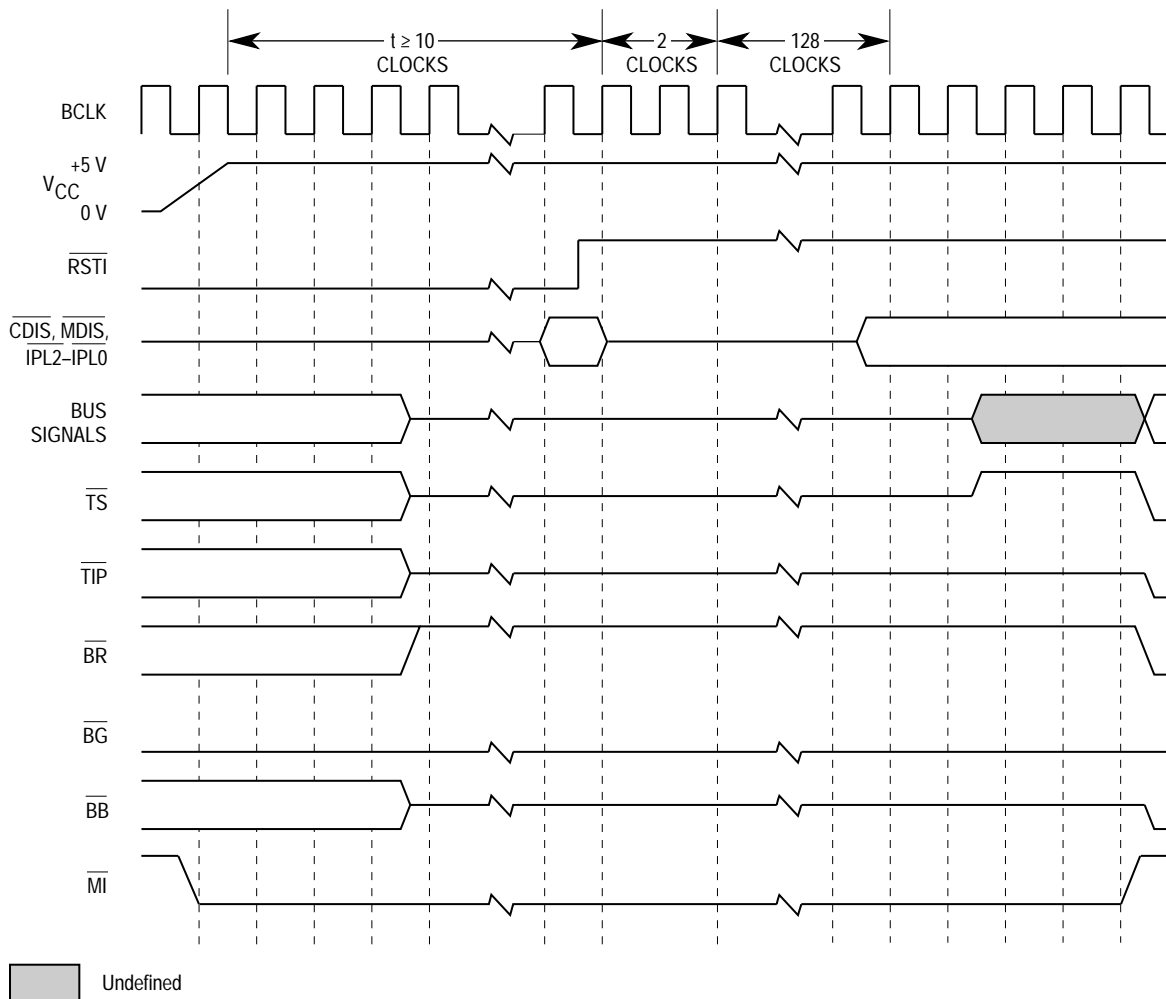 t ≥ 10
CLOCKS
2
CLOCKS
128
CLOCKS
BCLK
+5 V
VCC
0 V
RSTI
CDIS, MDIS,
IPL2–IPL0
BUS
SIGNALS
TS
TIP
BR
BG
BB
MI
Undefined